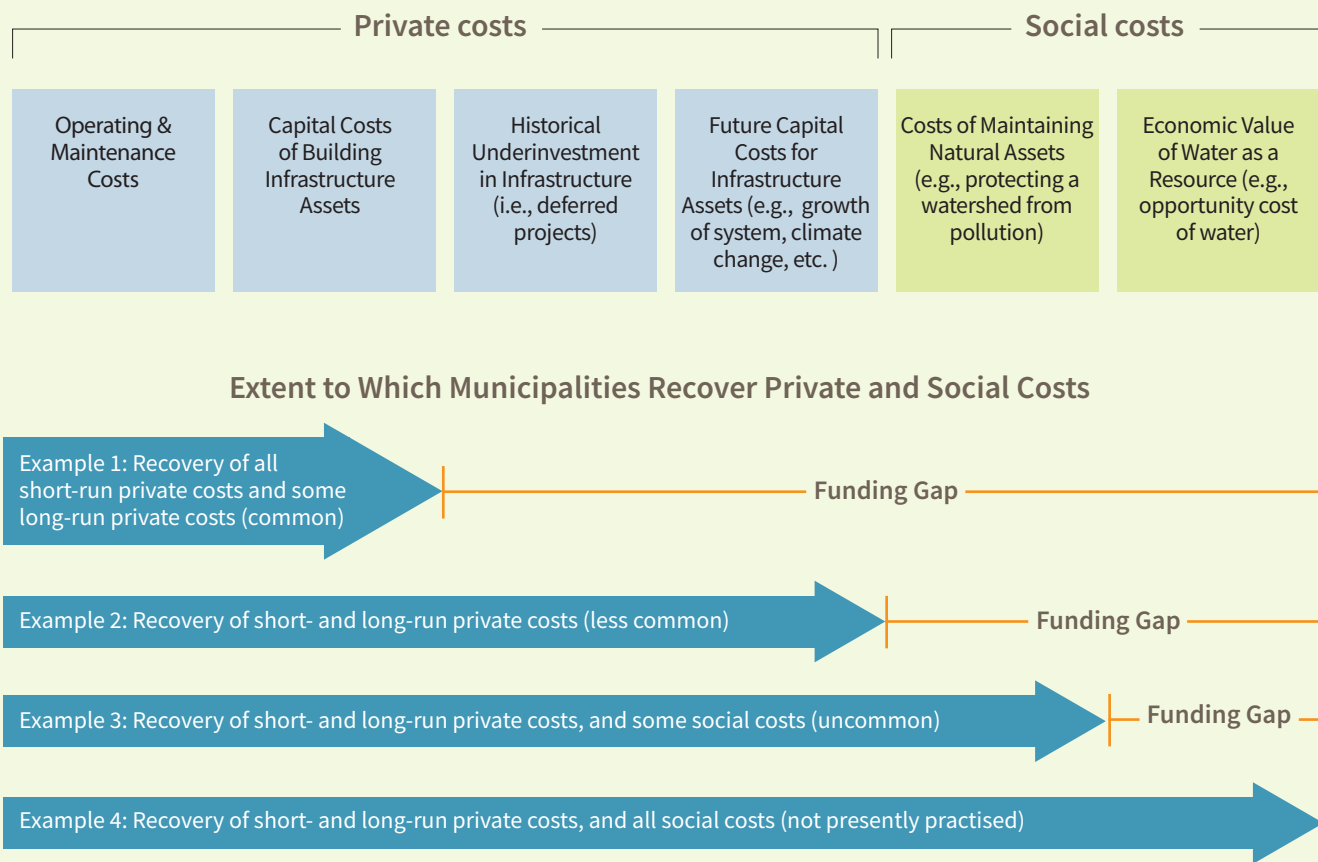 Private costs
Social costs
Operating &
Maintenance
Costs
Capital Costs
of Building
Infrastructure
Assets
Historical
Underinvestment
in Infrastructure
(i.e., deferred
projects)
Future Capital
Costs for
Infrastructure
Assets (e.g., growth
of system, climate
change, etc. )
Costs of Maintaining
Natural Assets
(e.g., protecting a
watershed from
pollution)
Economic Value
of Water as a
Resource (e.g.,
opportunity cost
of water)
Extent to Which Municipalities Recover Private and Social Costs
Example 1: Recovery of all
short-run private costs and some
long-run private costs (common)
Funding Gap
Example 2: Recovery of short- and long-run private costs (less common)
Funding Gap
Example 3: Recovery of short- and long-run private costs, and some social costs (uncommon)
Funding Gap
Example 4: Recovery of short- and long-run private costs, and all social costs (not presently practised)